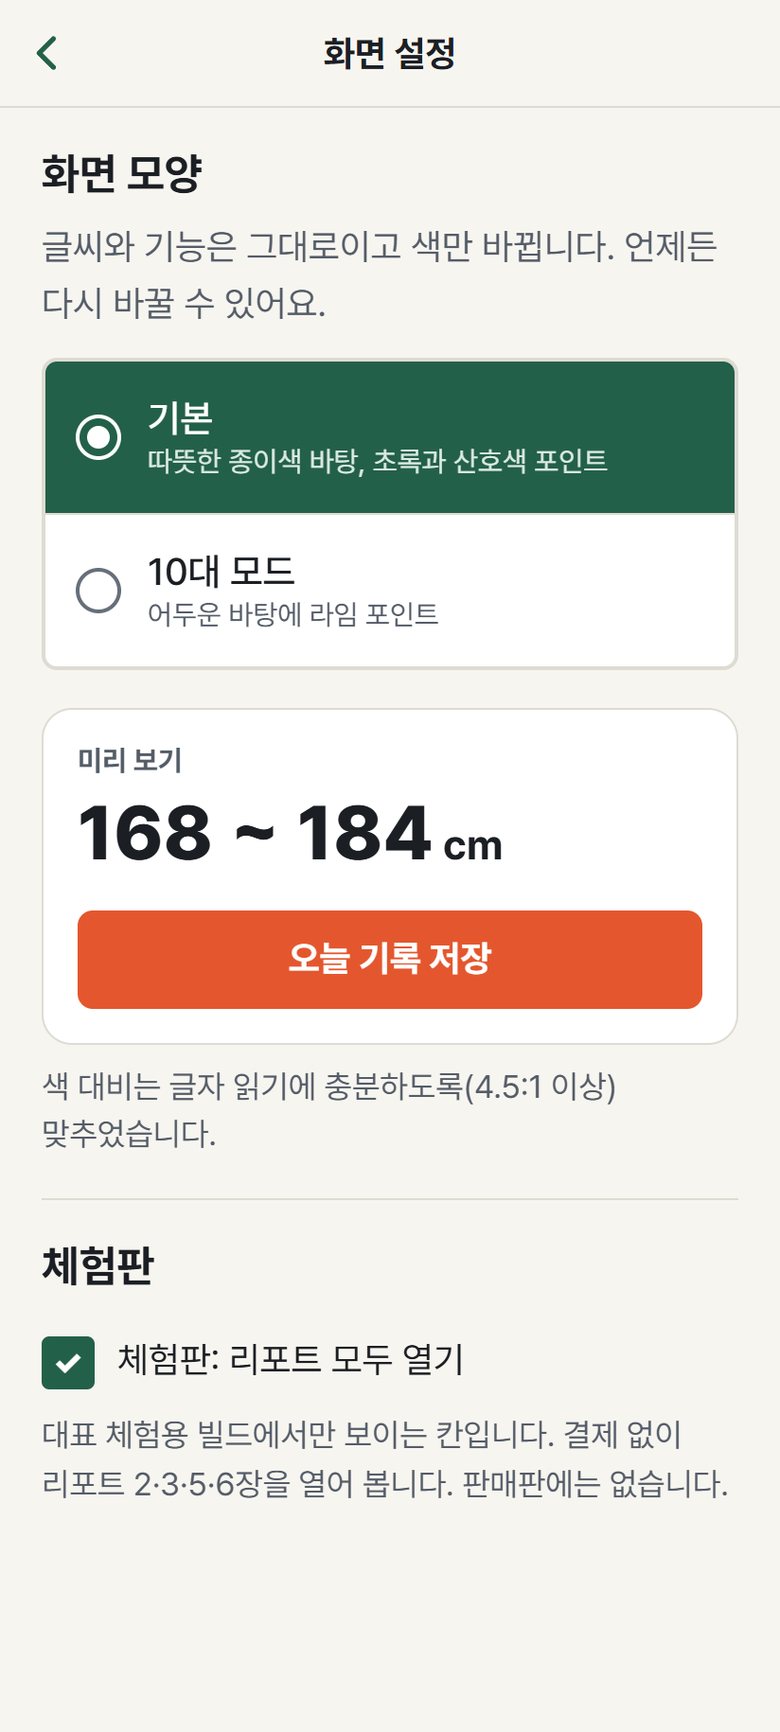 화면 설정
화면 모양
글씨와 기능은 그대로이고 색만 바뀝니다. 언제든
다시 바꿀 수 있어요.
기본
따뜻한 종이색 바탕, 초록과 산호색 포인트
10대 모드
어두운 바탕에 라임 포인트
미리 보기
168 ~ 184 cm
오늘 기록 저장
색 대비는 글자 읽기에 충분하도록(4.5:1 이상)
맞추었습니다.
체험판
체험판: 리포트 모두 열기
대표 체험용 빌드에서만 보이는 칸입니다. 결제 없이
리포트 2·3·5·6장을 열어 봅니다. 판매판에는 없습니다.